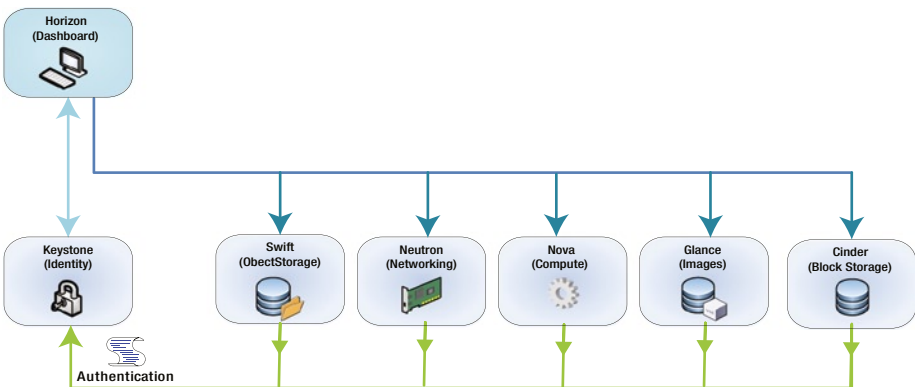 Horizon
(Dashboard)
Keystone
(Identity)
Swift
(ObectStorage)
Neutron
(Networking)
Nova
(Compute)
Glance
(Images)
Cinder
(Block Storage)
Authentication